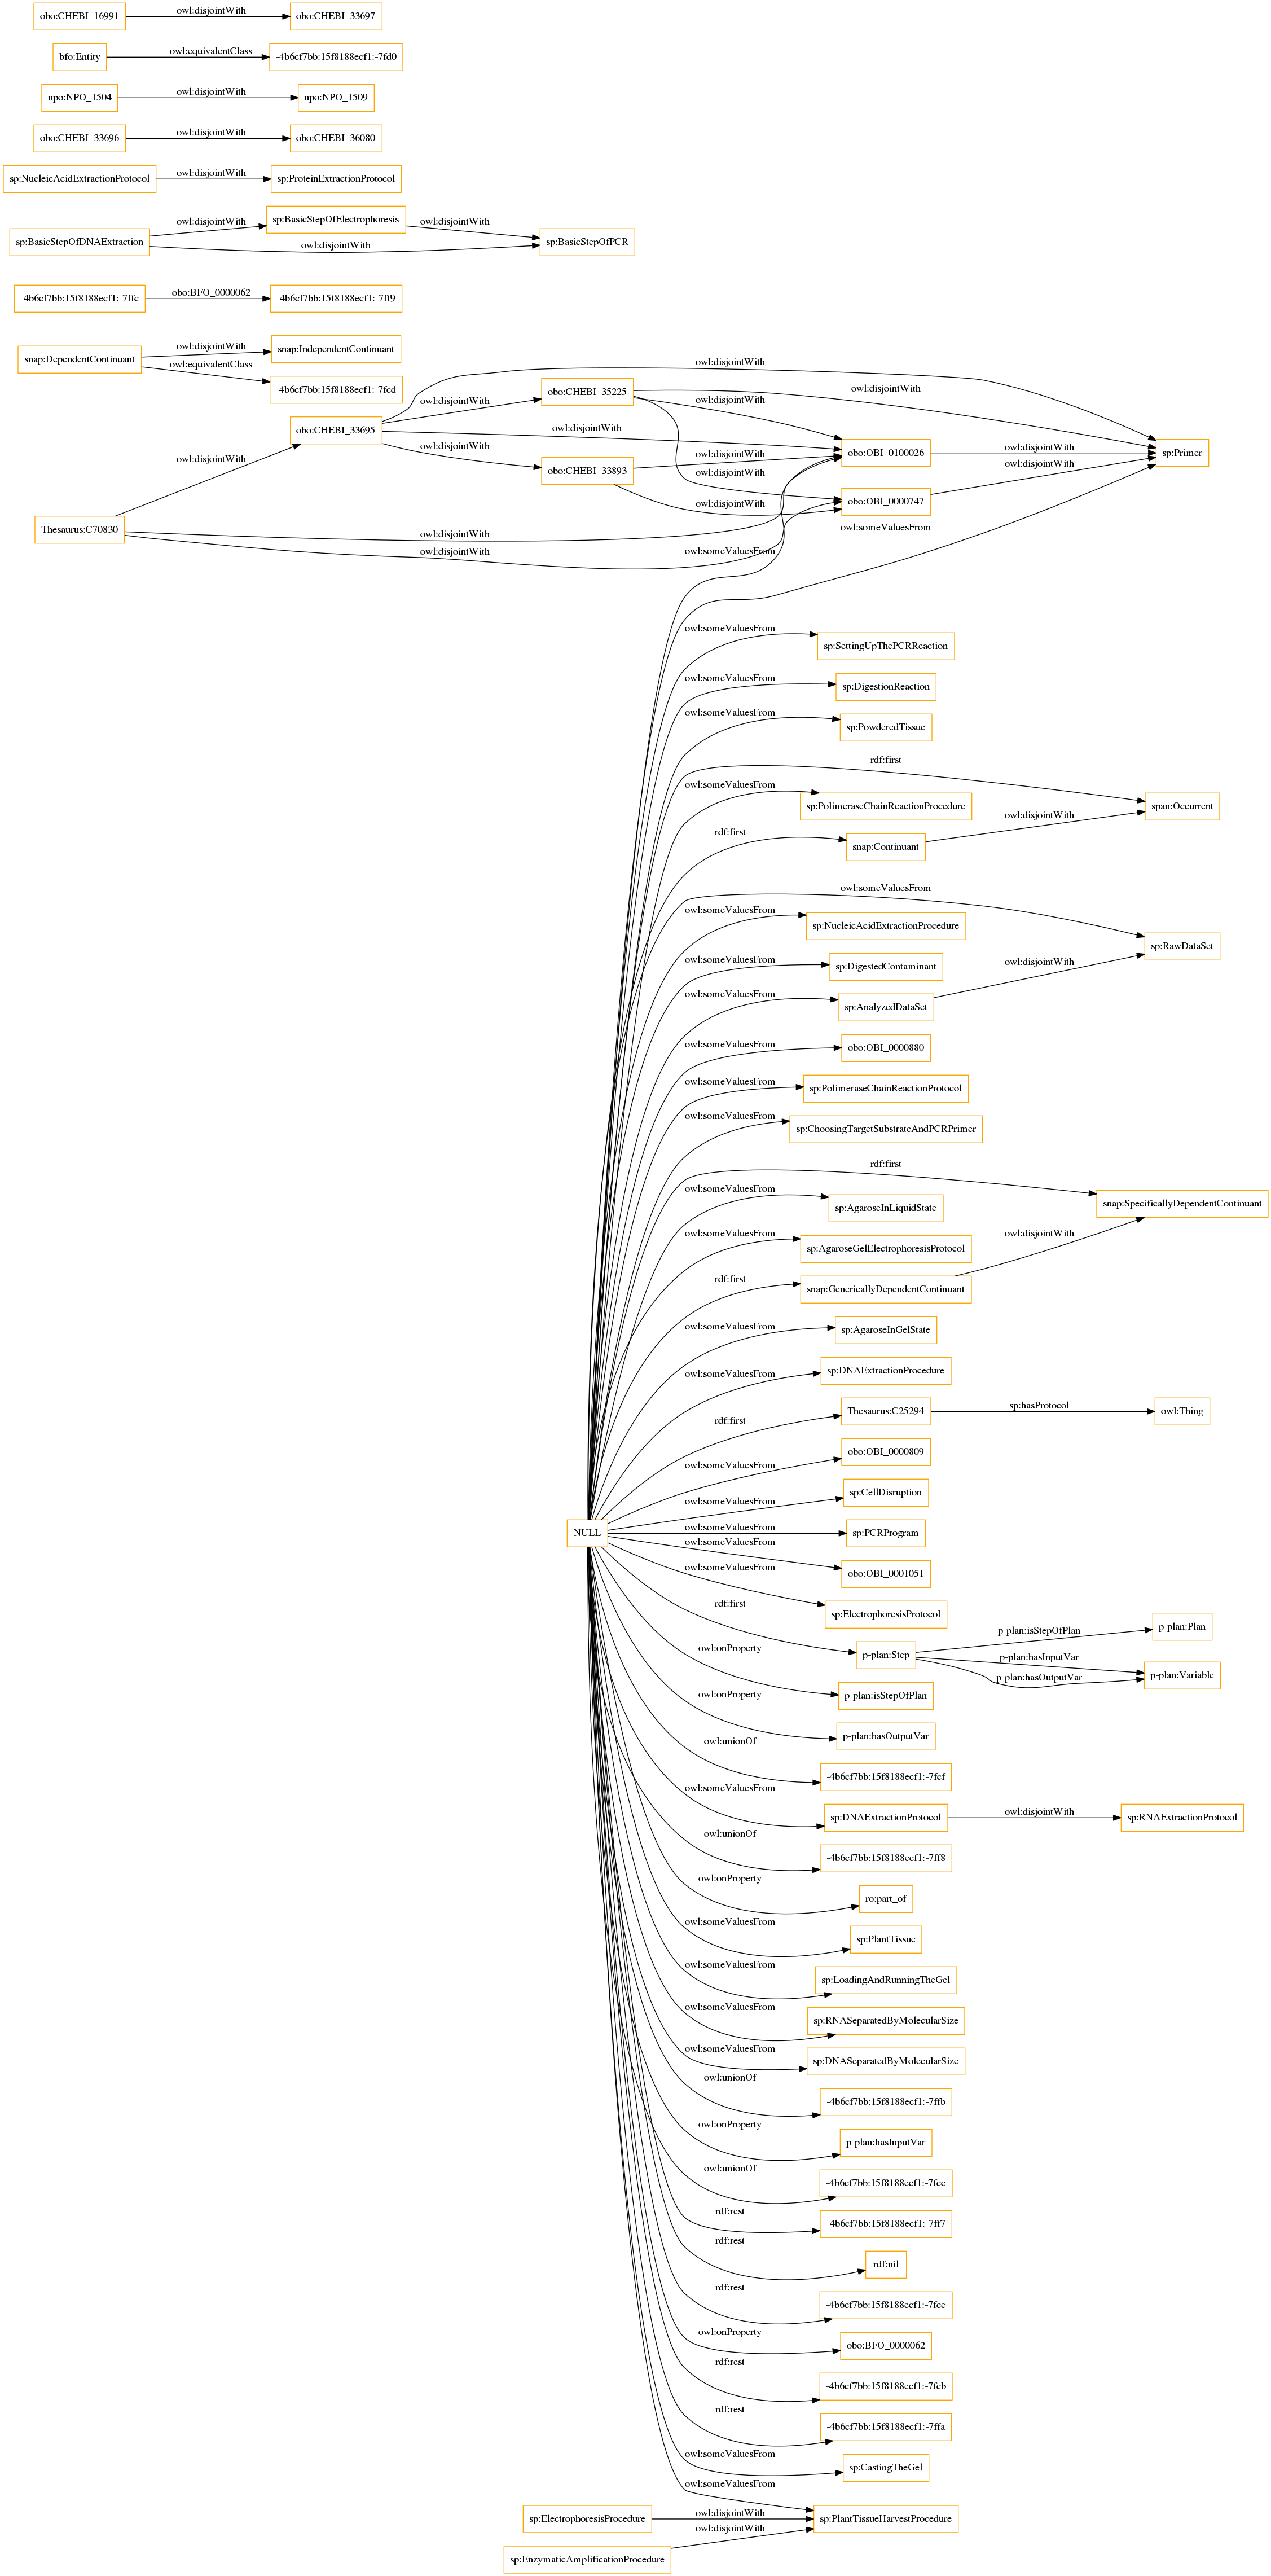 obo:CHEBI_16991
owl:disjointWith
obo:CHEBI_33697
bfo:Entity
owl:equivalentClass
-4b6cf7bb:15f8188ecf1:-7fd0
npo:NPO_1504
owl:disjointWith
npo:NPO_1509
obo:CHEBI_33696
owl:disjointWith
obo:CHEBI_36080
sp:NucleicAcidExtractionProtocol
owl:disjointWith
sp:ProteinExtractionProtocol
sp:BasicStepOfDNAExtraction
owl:disjointWith
sp:BasicStepOfElectrophoresis
owl:disjointWith
owl:disjointWith
sp:BasicStepOfPCR
-4b6cf7bb:15f8188ecf1:-7ffc
obo:BFO_0000062
-4b6cf7bb:15f8188ecf1:-7ff9
snap:DependentContinuant
owl:disjointWith
snap:IndependentContinuant
owl:equivalentClass
-4b6cf7bb:15f8188ecf1:-7fcd
owl:disjointWith
obo:CHEBI_33695
owl:disjointWith
obo:CHEBI_35225
owl:disjointWith
owl:disjointWith
owl:disjointWith
owl:disjointWith
owl:disjointWith
obo:CHEBI_33893
owl:disjointWith
owl:disjointWith
owl:disjointWith
obo:OBI_0100026
owl:disjointWith
sp:Primer
obo:OBI_0000747
owl:disjointWith
Thesaurus:C70830
owl:disjointWith
owl:disjointWith
owl:someValuesFrom
owl:someValuesFrom
owl:someValuesFrom
sp:SettingUpThePCRReaction
owl:someValuesFrom
sp:DigestionReaction
owl:someValuesFrom
sp:PowderedTissue
rdf:first
span:Occurrent
owl:someValuesFrom
sp:PolimeraseChainReactionProcedure
rdf:first
snap:Continuant
owl:disjointWith
owl:someValuesFrom
sp:RawDataSet
owl:someValuesFrom
sp:NucleicAcidExtractionProcedure
owl:someValuesFrom
sp:DigestedContaminant
owl:disjointWith
owl:someValuesFrom
sp:AnalyzedDataSet
owl:someValuesFrom
obo:OBI_0000880
owl:someValuesFrom
sp:PolimeraseChainReactionProtocol
owl:someValuesFrom
sp:ChoosingTargetSubstrateAndPCRPrimer
rdf:first
snap:SpecificallyDependentContinuant
owl:someValuesFrom
sp:AgaroseInLiquidState
owl:someValuesFrom
sp:AgaroseGelElectrophoresisProtocol
owl:disjointWith
rdf:first
snap:GenericallyDependentContinuant
owl:someValuesFrom
sp:AgaroseInGelState
owl:someValuesFrom
sp:DNAExtractionProcedure
rdf:first
Thesaurus:C25294
sp:hasProtocol
owl:Thing
owl:someValuesFrom
obo:OBI_0000809
owl:someValuesFrom
sp:CellDisruption
NULL
owl:someValuesFrom
sp:PCRProgram
owl:someValuesFrom
obo:OBI_0001051
owl:someValuesFrom
sp:ElectrophoresisProtocol
rdf:first
p-plan:Step
p-plan:isStepOfPlan
p-plan:Plan
p-plan:hasInputVar
p-plan:hasOutputVar
p-plan:Variable
owl:onProperty
p-plan:isStepOfPlan
owl:onProperty
p-plan:hasOutputVar
owl:unionOf
-4b6cf7bb:15f8188ecf1:-7fcf
owl:someValuesFrom
sp:DNAExtractionProtocol
owl:disjointWith
sp:RNAExtractionProtocol
owl:unionOf
-4b6cf7bb:15f8188ecf1:-7ff8
owl:onProperty
ro:part_of
owl:someValuesFrom
sp:PlantTissue
owl:someValuesFrom
sp:LoadingAndRunningTheGel
owl:someValuesFrom
sp:RNASeparatedByMolecularSize
owl:someValuesFrom
sp:DNASeparatedByMolecularSize
owl:unionOf
-4b6cf7bb:15f8188ecf1:-7ffb
owl:onProperty
p-plan:hasInputVar
owl:unionOf
-4b6cf7bb:15f8188ecf1:-7fcc
rdf:rest
-4b6cf7bb:15f8188ecf1:-7ff7
rdf:rest
rdf:nil
rdf:rest
-4b6cf7bb:15f8188ecf1:-7fce
owl:onProperty
obo:BFO_0000062
rdf:rest
-4b6cf7bb:15f8188ecf1:-7fcb
rdf:rest
-4b6cf7bb:15f8188ecf1:-7ffa
owl:someValuesFrom
sp:CastingTheGel
owl:someValuesFrom
sp:PlantTissueHarvestProcedure
sp:ElectrophoresisProcedure
owl:disjointWith
owl:disjointWith
sp:EnzymaticAmplificationProcedure